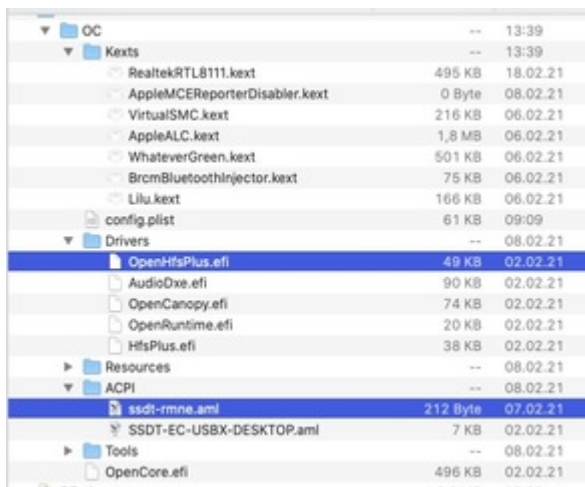 OC -- 13:39
Kexts -- 13:39
RealtekRTL8111.kext 495 KB 18.02.21
AppleMCEReporterDisabler.kext 0 Byte 08.02.21
VirtualSMC.kext 216 KB 06.02.21
AppleALC.kext 1,8 MB 06.02.21
WhateverGreen.kext 501 KB 06.02.21
BrcmBluetoothInjector.kext 75 KB 06.02.21
Lilu.kext 166 KB 06.02.21
config.plist 61 KB 09:09
Drivers -- 08.02.21
OpenHfsPlus.efi 49 KB 02.02.21
AudioDxe.efi 90 KB 02.02.21
OpenCanopy.efi 74 KB 02.02.21
OpenRuntime.efi 20 KB 02.02.21
HfsPlus.efi 38 KB 02.02.21
Resources -- 08.02.21
ACPI -- 08.02.21
ssdt-rmne.aml 212 Byte 07.02.21
SSDT-EC-USBX-DESKTOP.aml 7 KB 02.02.21
Tools -- 08.02.21
OpenCore.efi 496 KB 02.02.21